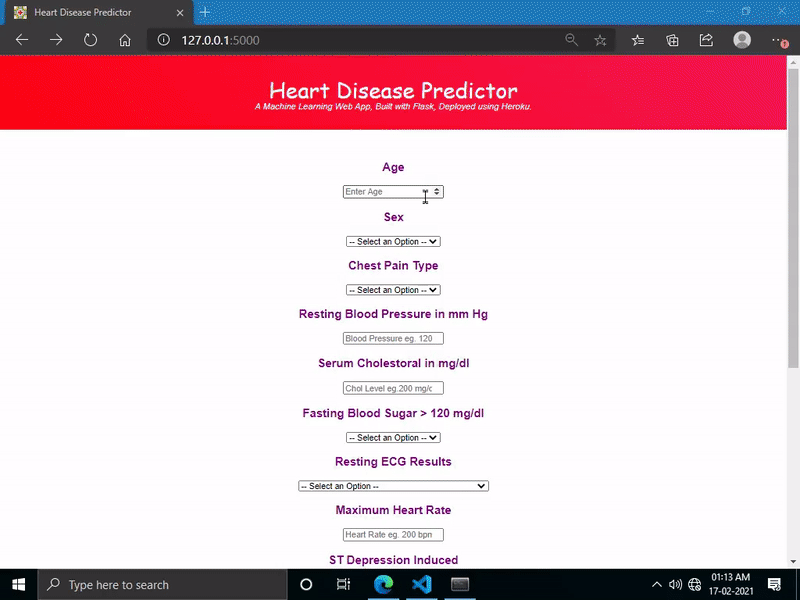 Heart Disease Predictor
127.0.0.1:5000
Heart Disease Predictor
A Machine Learning Web App, Built with Flask, Deployed using Heroku.
Age
Enter Age
Sex
-- Select an Option --
Chest Pain Type
-- Select an Option --
Resting Blood Pressure in mm Hg
Blood Pressure eg. 120
Serum Cholestoral in mg/dl
Chol Level eg.200 mg/d
Fasting Blood Sugar > 120 mg/dl
-- Select an Option --
Resting ECG Results
-- Select an Option --
Maximum Heart Rate
Heart Rate eg. 200 bpn
ST Depression Induced
Type here to search
01:13 AM
17-02-2021